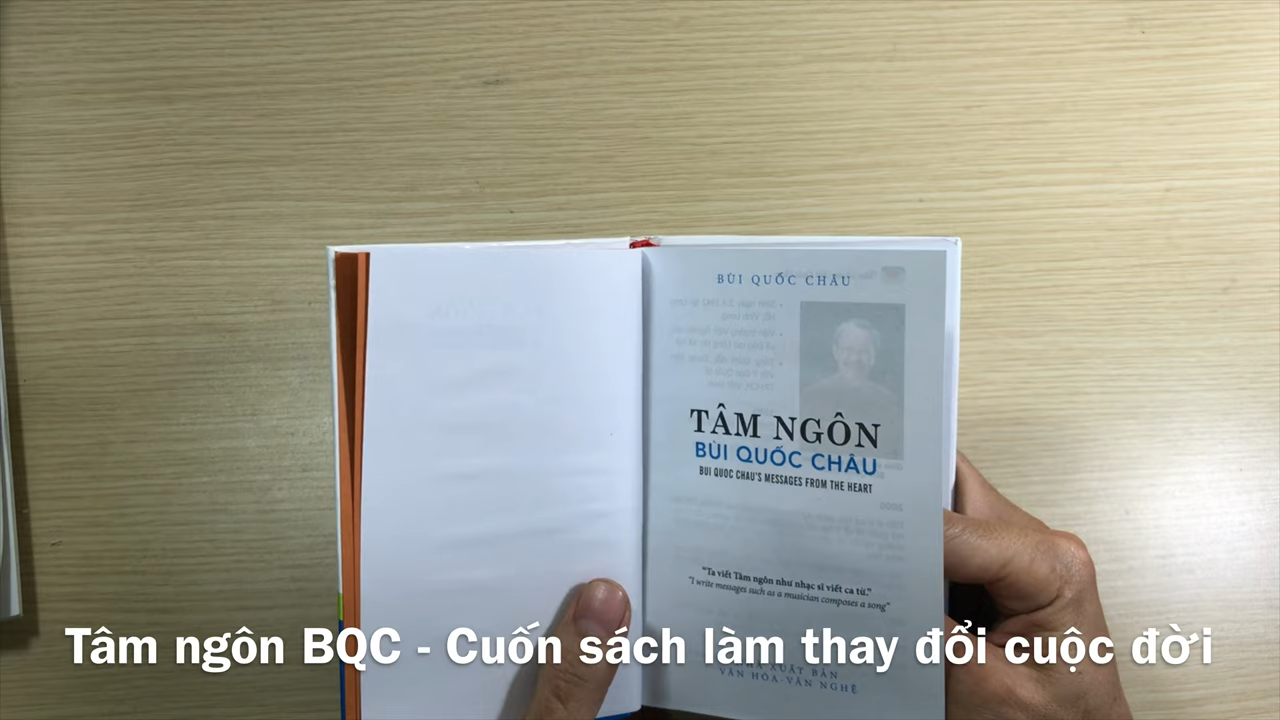 BÙI QUỐC CHÂU
TÂM NGÔN
BÙI QUỐC CHÂU
BUI QUOC CHAU'S MESSAGES FROM THE HEART
"Ta viết Tâm ngôn như nhạc sĩ viết ca từ."
"I write messages such as a musician composes a song"
Tâm ngôn BQC - Cuốn sách làm thay đổi cuộc đời
XUẤT BẢN
VĂN HÓA-VĂN NGHỆ